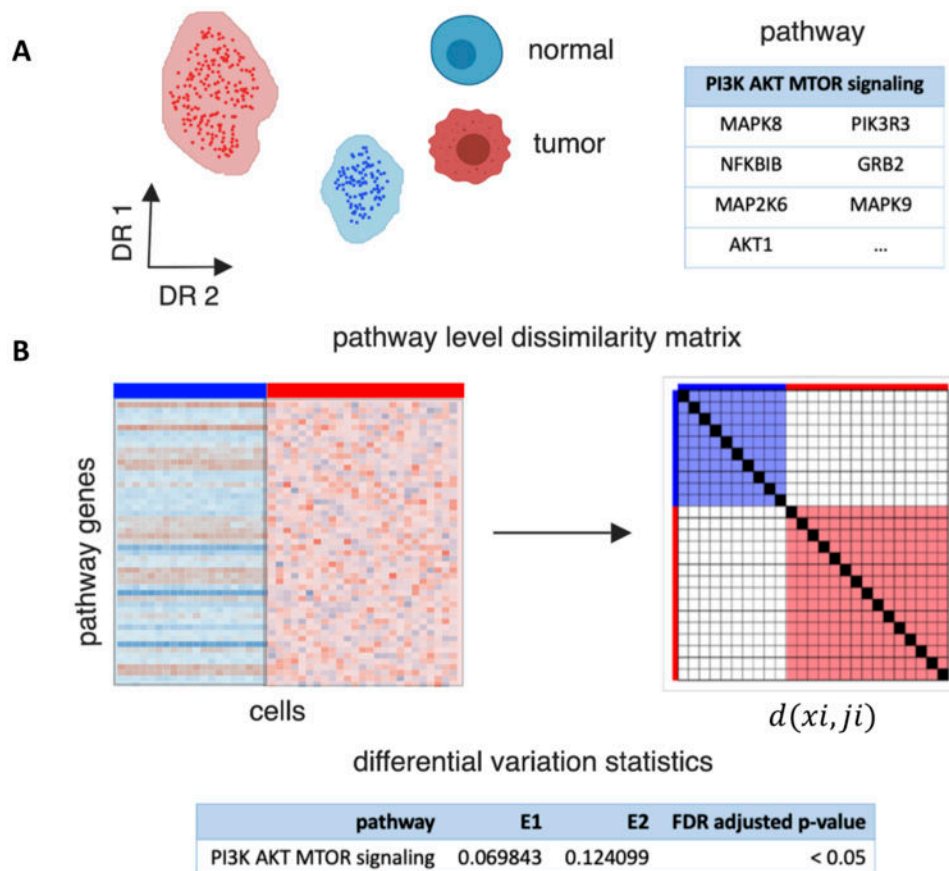 A
normal
tumor
DR 1
DR 2
pathway
PI3K AKT MTOR signaling
MAPK8 PIK3R3
NFKBIB GRB2
MAP2K6 MAPK9
AKT1 ...
B
pathway level dissimilarity matrix
pathway genes
cells
d(xi, ji)
differential variation statistics
pathway E1 E2 FDR adjusted p-value
PI3K AKT MTOR signaling 0.069843 0.124099 < 0.05